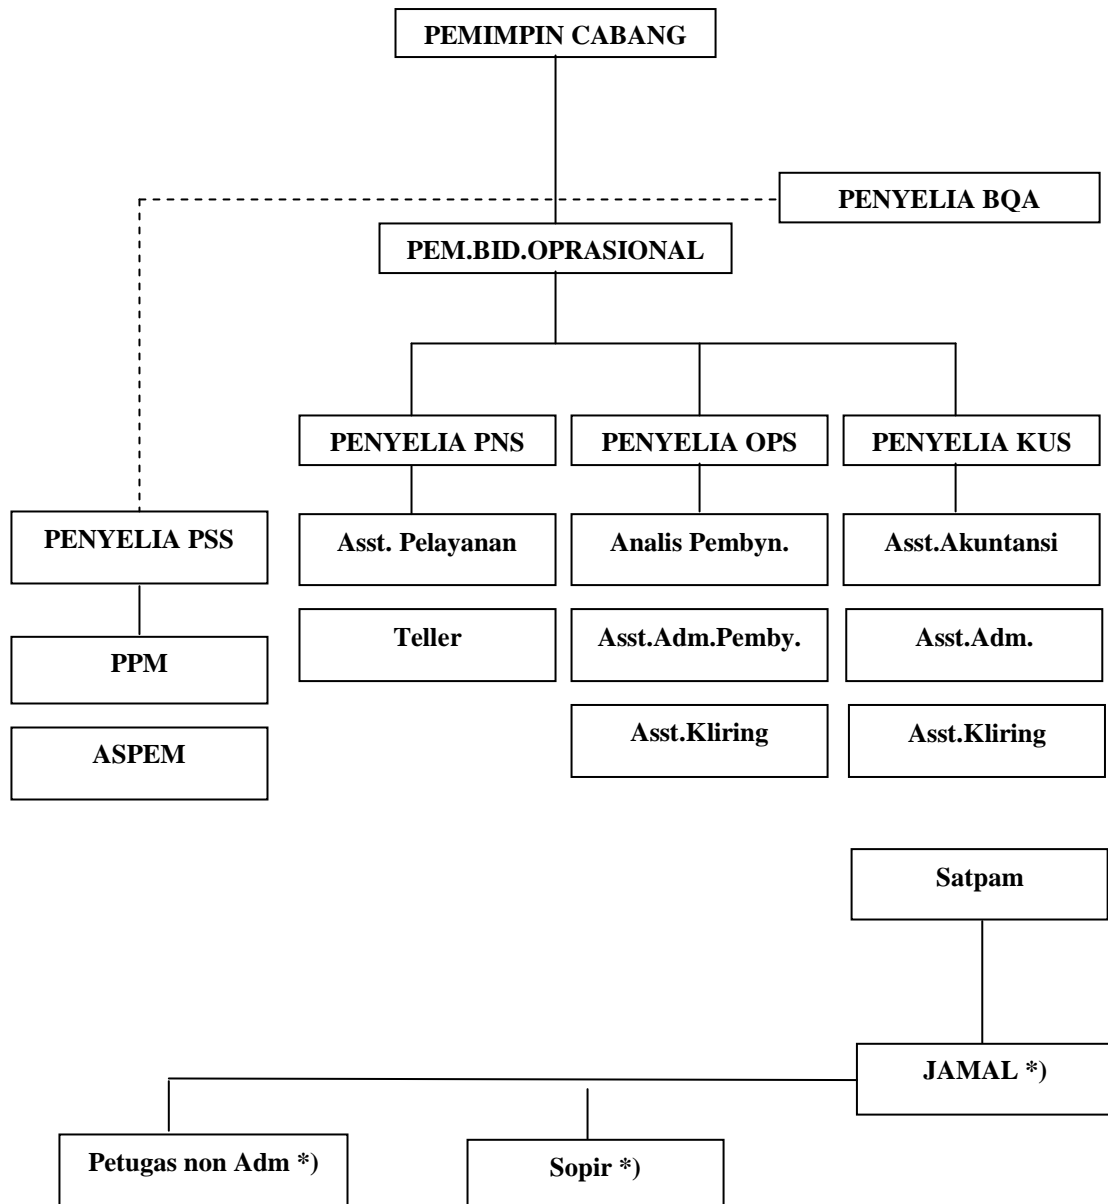 PEMIMPIN CABANG
PENYELIA BQA
PEM.BID.OPRASIONAL
PENYELIA PNS
PENYELIA OPS
PENYELIA KUS
PENYELIA PSS
Asst. Pelayanan
Analis Pembyn.
Asst.Akuntansi
PPM
Teller
Asst.Adm.Pemby.
Asst.Adm.
ASPEM
Asst.Kliring
Asst.Kliring
Satpam
JAMAL *)
Petugas non Adm *)
Sopir *)